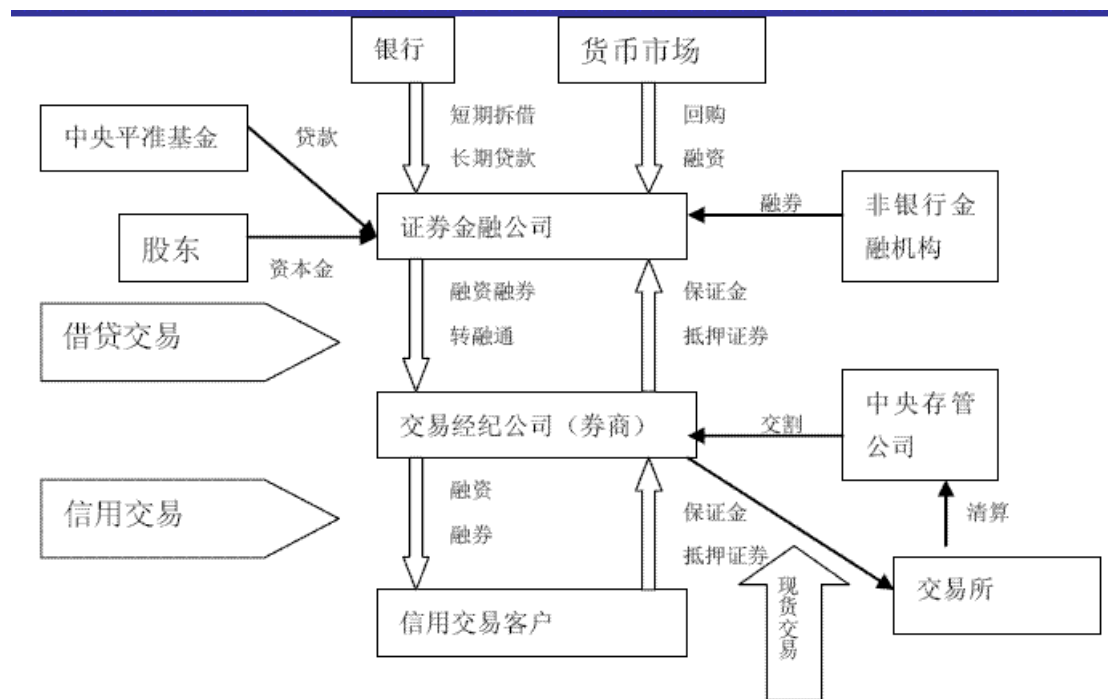 银行
货币市场
短期拆借
长期贷款
回购
融资
中央平准基金
贷款
证券金融公司
融券
非银行金
融机构
股东
资本金
融资融券
转融通
保证金
抵押证券
借贷交易
交易经纪公司（券商）
交割
中央存管
公司
信用交易
融资
融券
保证金
抵押证券
清算
现货交易
交易所
信用交易客户